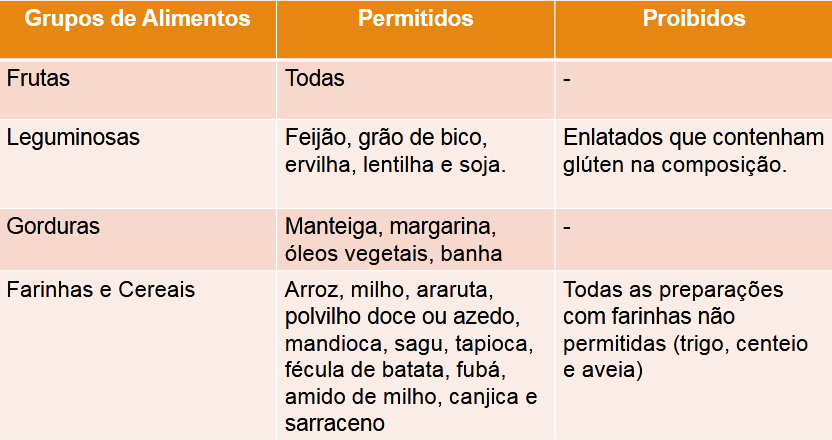 Grupos de Alimentos
Permitidos
Proibidos
Frutas
Todas
-
Leguminosas
Feijão, grão de bico,
ervilha, lentilha e soja.
Enlatados que contenham
glúten na composição.
Gorduras
Manteiga, margarina,
óleos vegetais, banha
-
Farinhas e Cereais
Arroz, milho, araruta,
polvilho doce ou azedo,
mandioca, sagu, tapioca,
fécula de batata, fubá,
amido de milho, canjica e
sarraceno
Todas as preparações
com farinhas não
permitidas (trigo, centeio
e aveia)